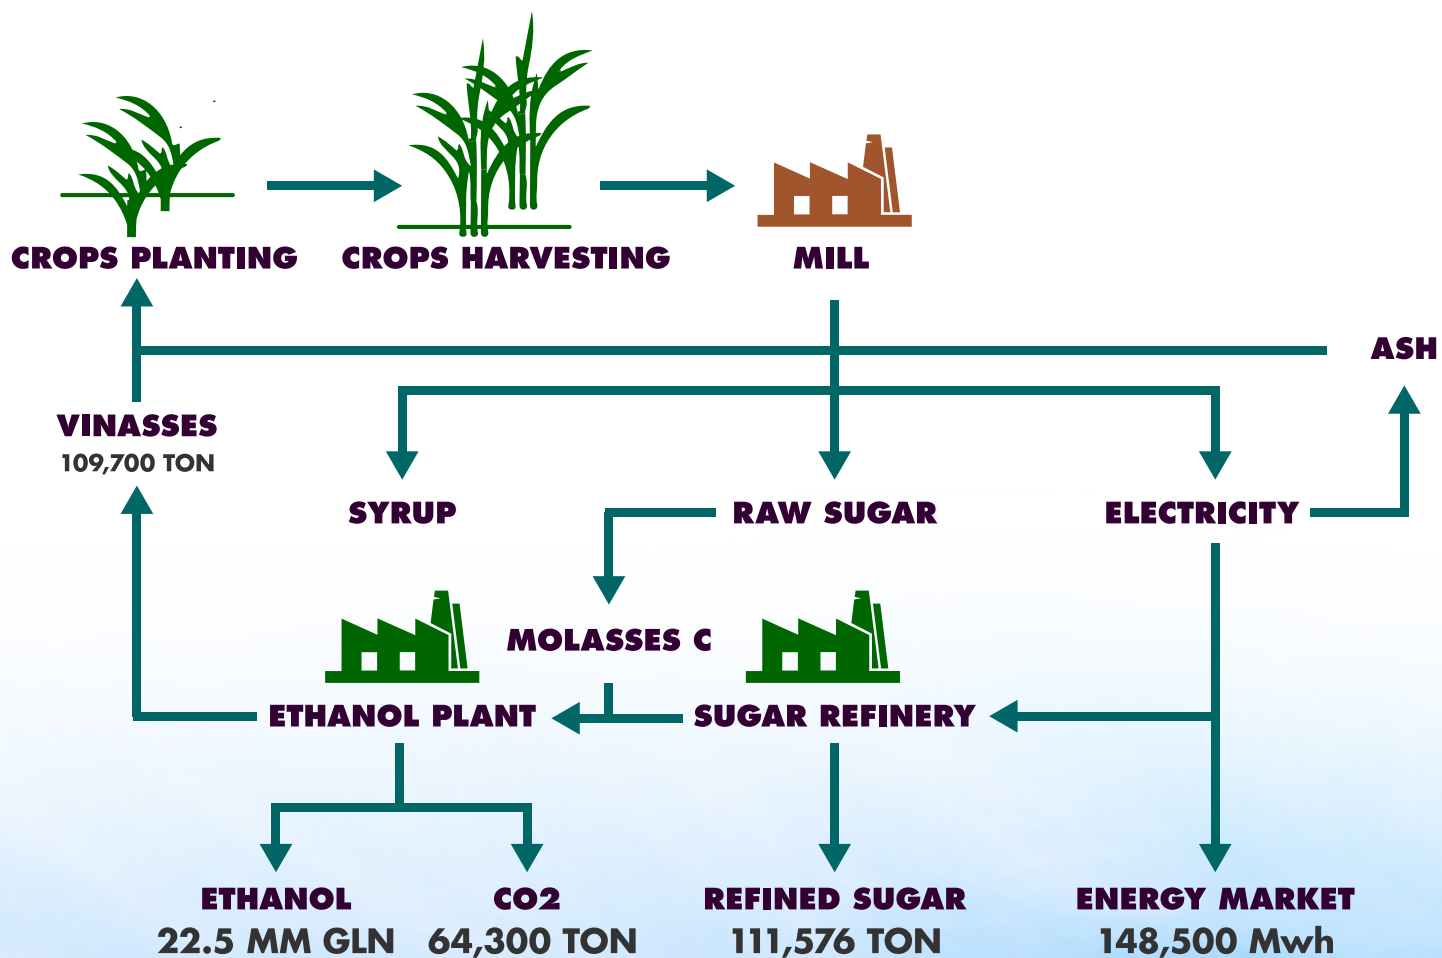 CROPS PLANTING
CROPS HARVESTING
MILL
ASH
VINASSES
109,700 TON
SYRUP
RAW SUGAR
ELECTRICITY
MOLASSES C
ETHANOL PLANT
SUGAR REFINERY
ETHANOL
22.5 MM GLN
CO2
64,300 TON
REFINED SUGAR
111,576 TON
ENERGY MARKET
148,500 Mwh